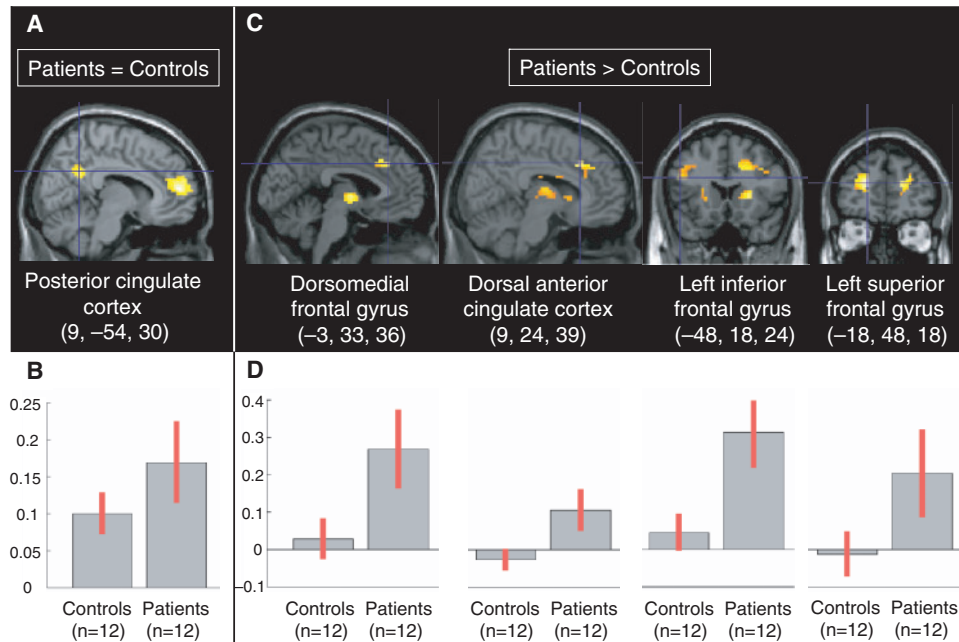 A
Patients = Controls
Posterior cingulate
cortex
(9, –54, 30)
C
Patients > Controls
Dorsomedial
frontal gyrus
(–3, 33, 36)
Dorsal anterior
cingulate cortex
(9, 24, 39)
Left inferior
frontal gyrus
(–48, 18, 24)
Left superior
frontal gyrus
(–18, 48, 18)
B
0.25
0.2
0.15
0.1
0.05
0
Controls Patients
(n=12) (n=12)
D
0.4
0.3
0.2
0.1
0
–0.1
Controls Patients
(n=12) (n=12)
Controls Patients
(n=12) (n=12)
Controls Patients
(n=12) (n=12)
Controls Patients
(n=12) (n=12)